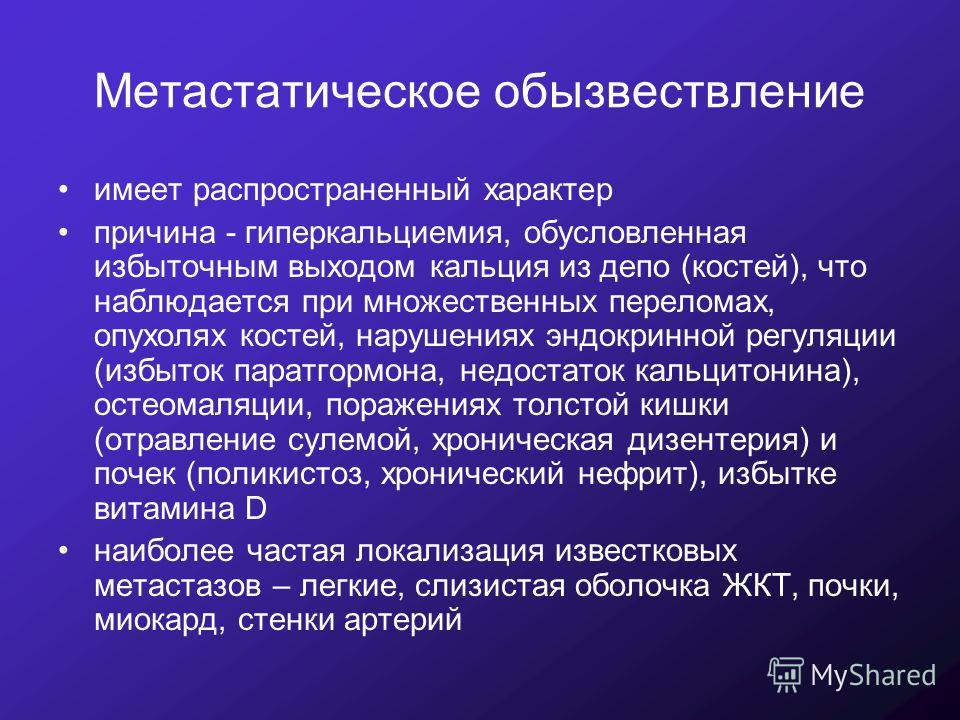 Метастатическое обызвествление
• имеет распространенный характер
• причина - гиперкальциемия, обусловленная
избыточным выходом кальция из депо (костей), что
наблюдается при множественных переломах,
опухолях костей, нарушениях эндокринной регуляции
(избыток паратгормона, недостаток кальцитонина),
остеомаляции, поражениях толстой кишки
(отравление сулемой, хроническая дизентерия) и
почек (поликистоз, хронический нефрит), избытке
витамина D
• наиболее частая локализация известковых
метастазов – легкие, слизистая оболочка ЖКТ, почки,
миокард, стенки артерий
MyShared